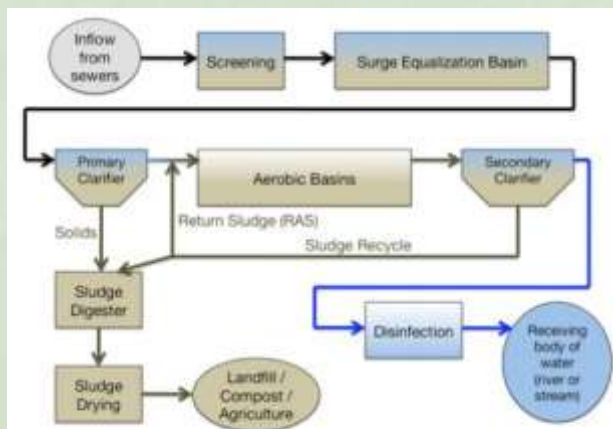 Inflow
from
sewers
Screening
Surge Equalization Basin
Primary
Clarifier
Aerobic Basins
Secondary
Clarifier
Return Sludge (RAS)
Solids
Sludge Recycle
Sludge
Digester
Disinfection
Receiving
body of
water
(river or
stream)
Sludge
Drying
Landfill /
Compost /
Agriculture